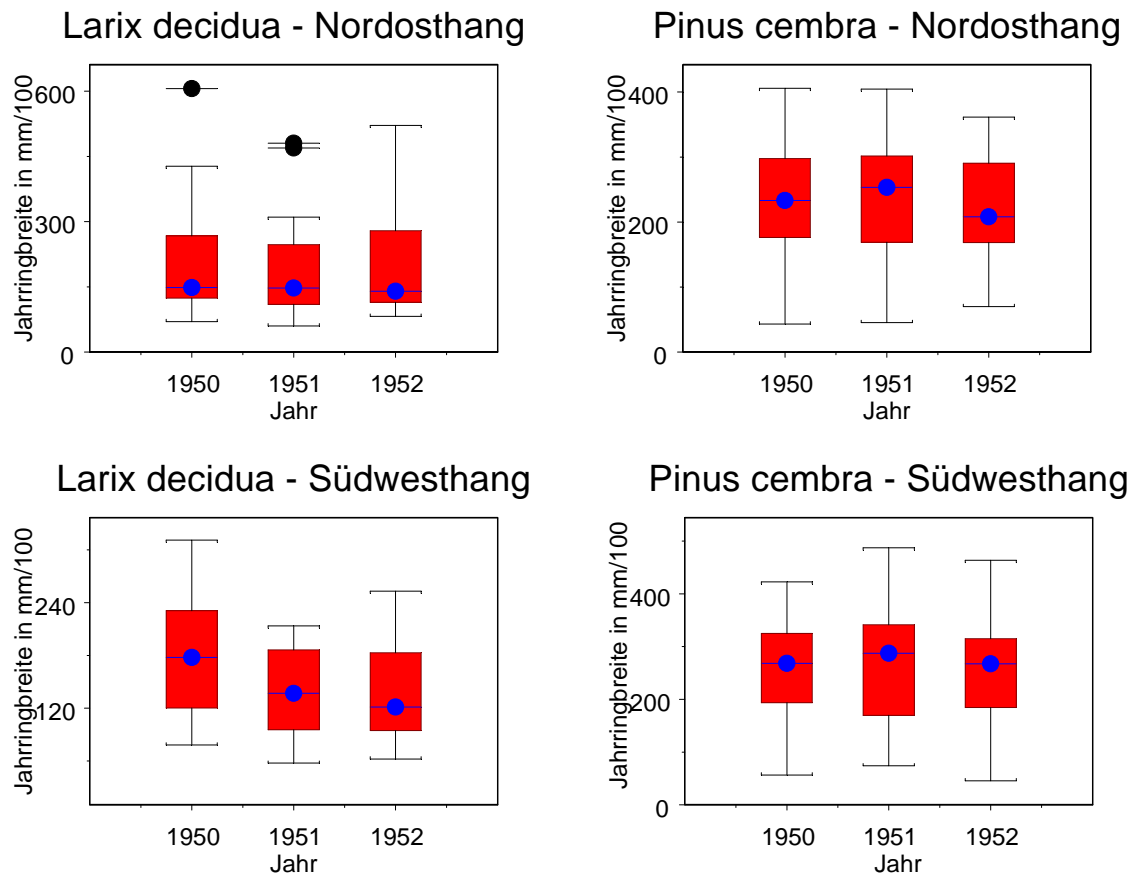 Larix decidua - Nordosthang
Jahrringbreite in mm/100
600
300
0
1950 1951 1952
Jahr
Pinus cembra - Nordosthang
Jahrringbreite in mm/100
400
200
0
1950 1951 1952
Jahr
Larix decidua - Südwesthang
Jahrringbreite in mm/100
240
120
1950 1951 1952
Jahr
Pinus cembra - Südwesthang
Jahrringbreite in mm/100
400
200
0
1950 1951 1952
Jahr